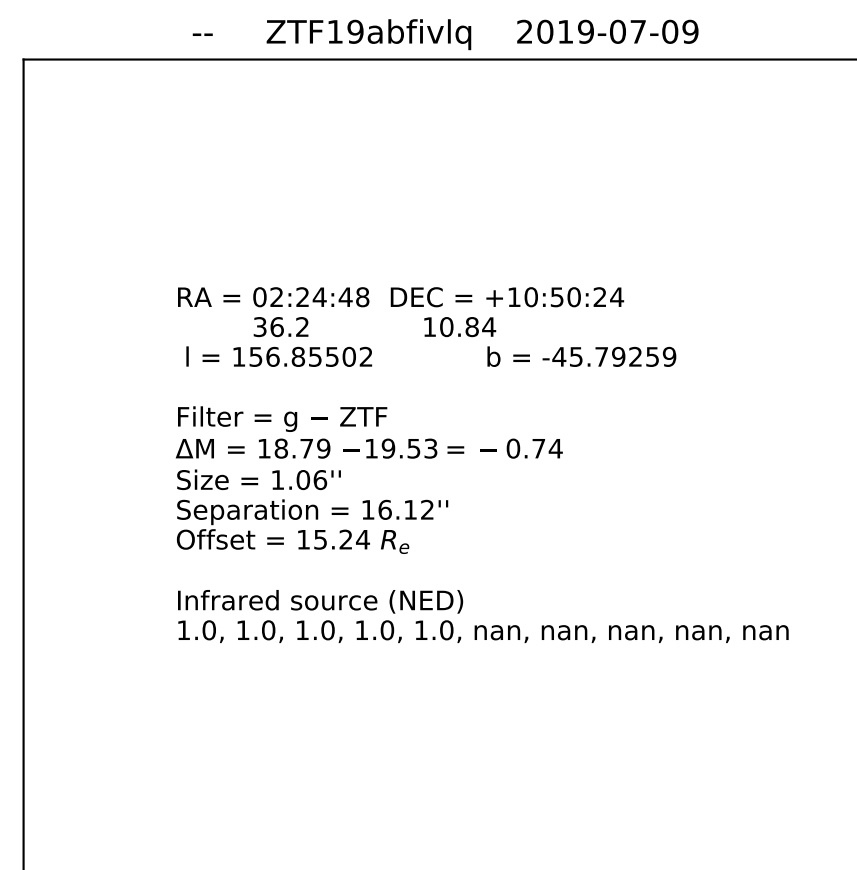 -- ZTF19abfivlq 2019-07-09
RA = 02:24:48 DEC = +10:50:24
36.2 10.84
l = 156.85502 b = -45.79259
Filter = g − ZTF
ΔM = 18.79 −19.53 = − 0.74
Size = 1.06''
Separation = 16.12''
Offset = 15.24 Re
Infrared source (NED)
1.0, 1.0, 1.0, 1.0, 1.0, nan, nan, nan, nan, nan